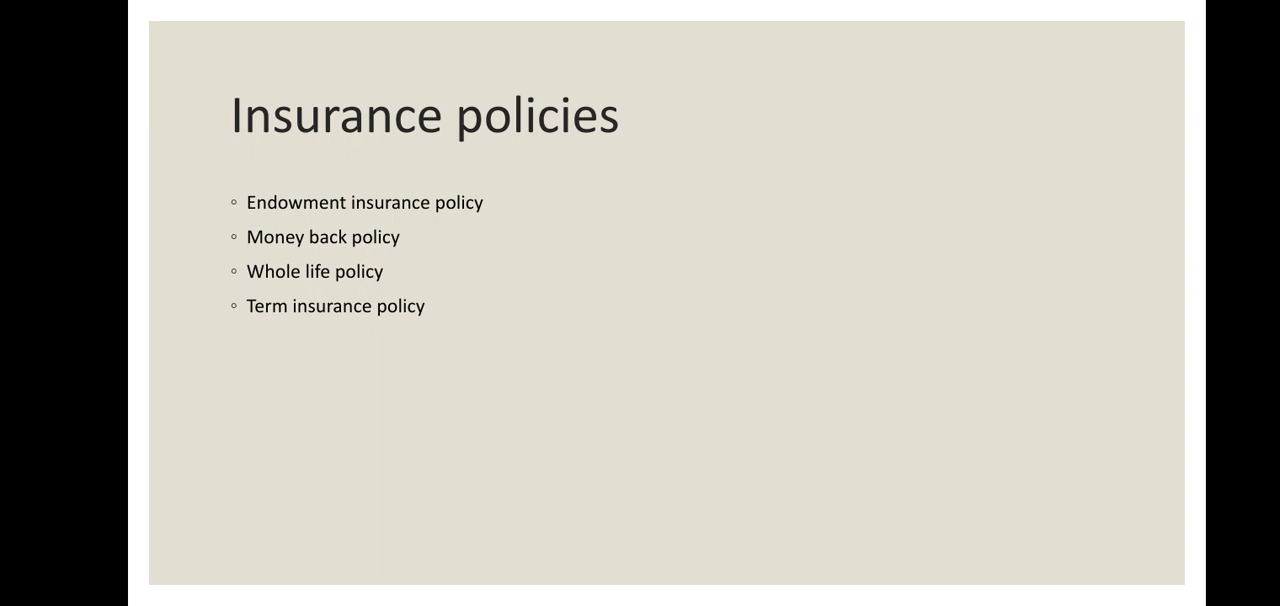 Insurance policies
◦ Endowment insurance policy
◦ Money back policy
◦ Whole life policy
◦ Term insurance policy